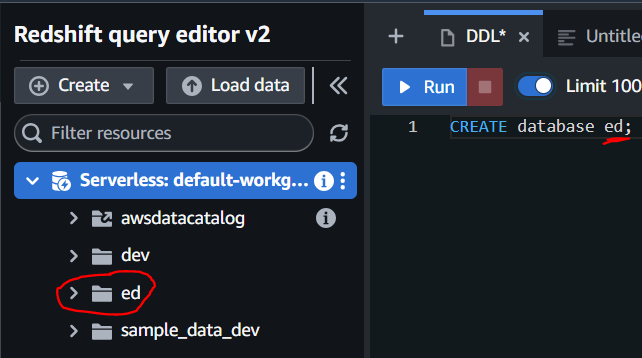 Redshift query editor v2
Create
Load data
Filter resources
Serverless: default-workg...
awsdatacatalog
dev
ed
sample_data_dev
DDL*
Untitle
Run
Limit 100
1 CREATE database ed;